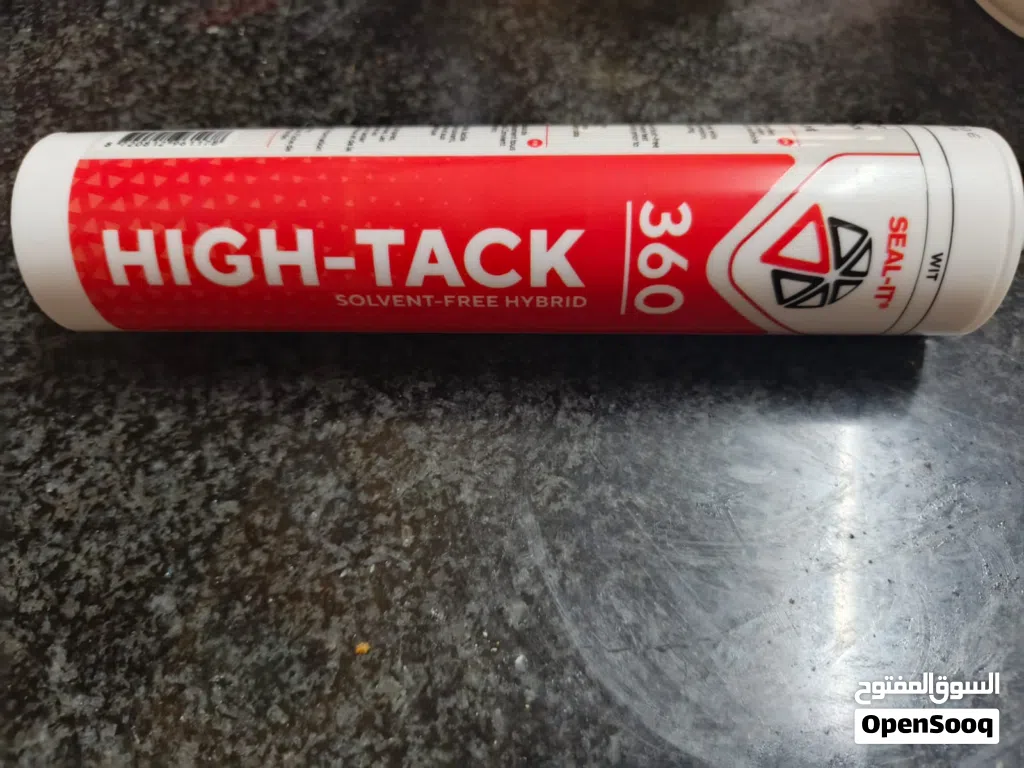 HIGH-TACK
SOLVENT-FREE HYBRID
360
SEAL-IT®
WIT
السوق المفتوح
OpenSooq